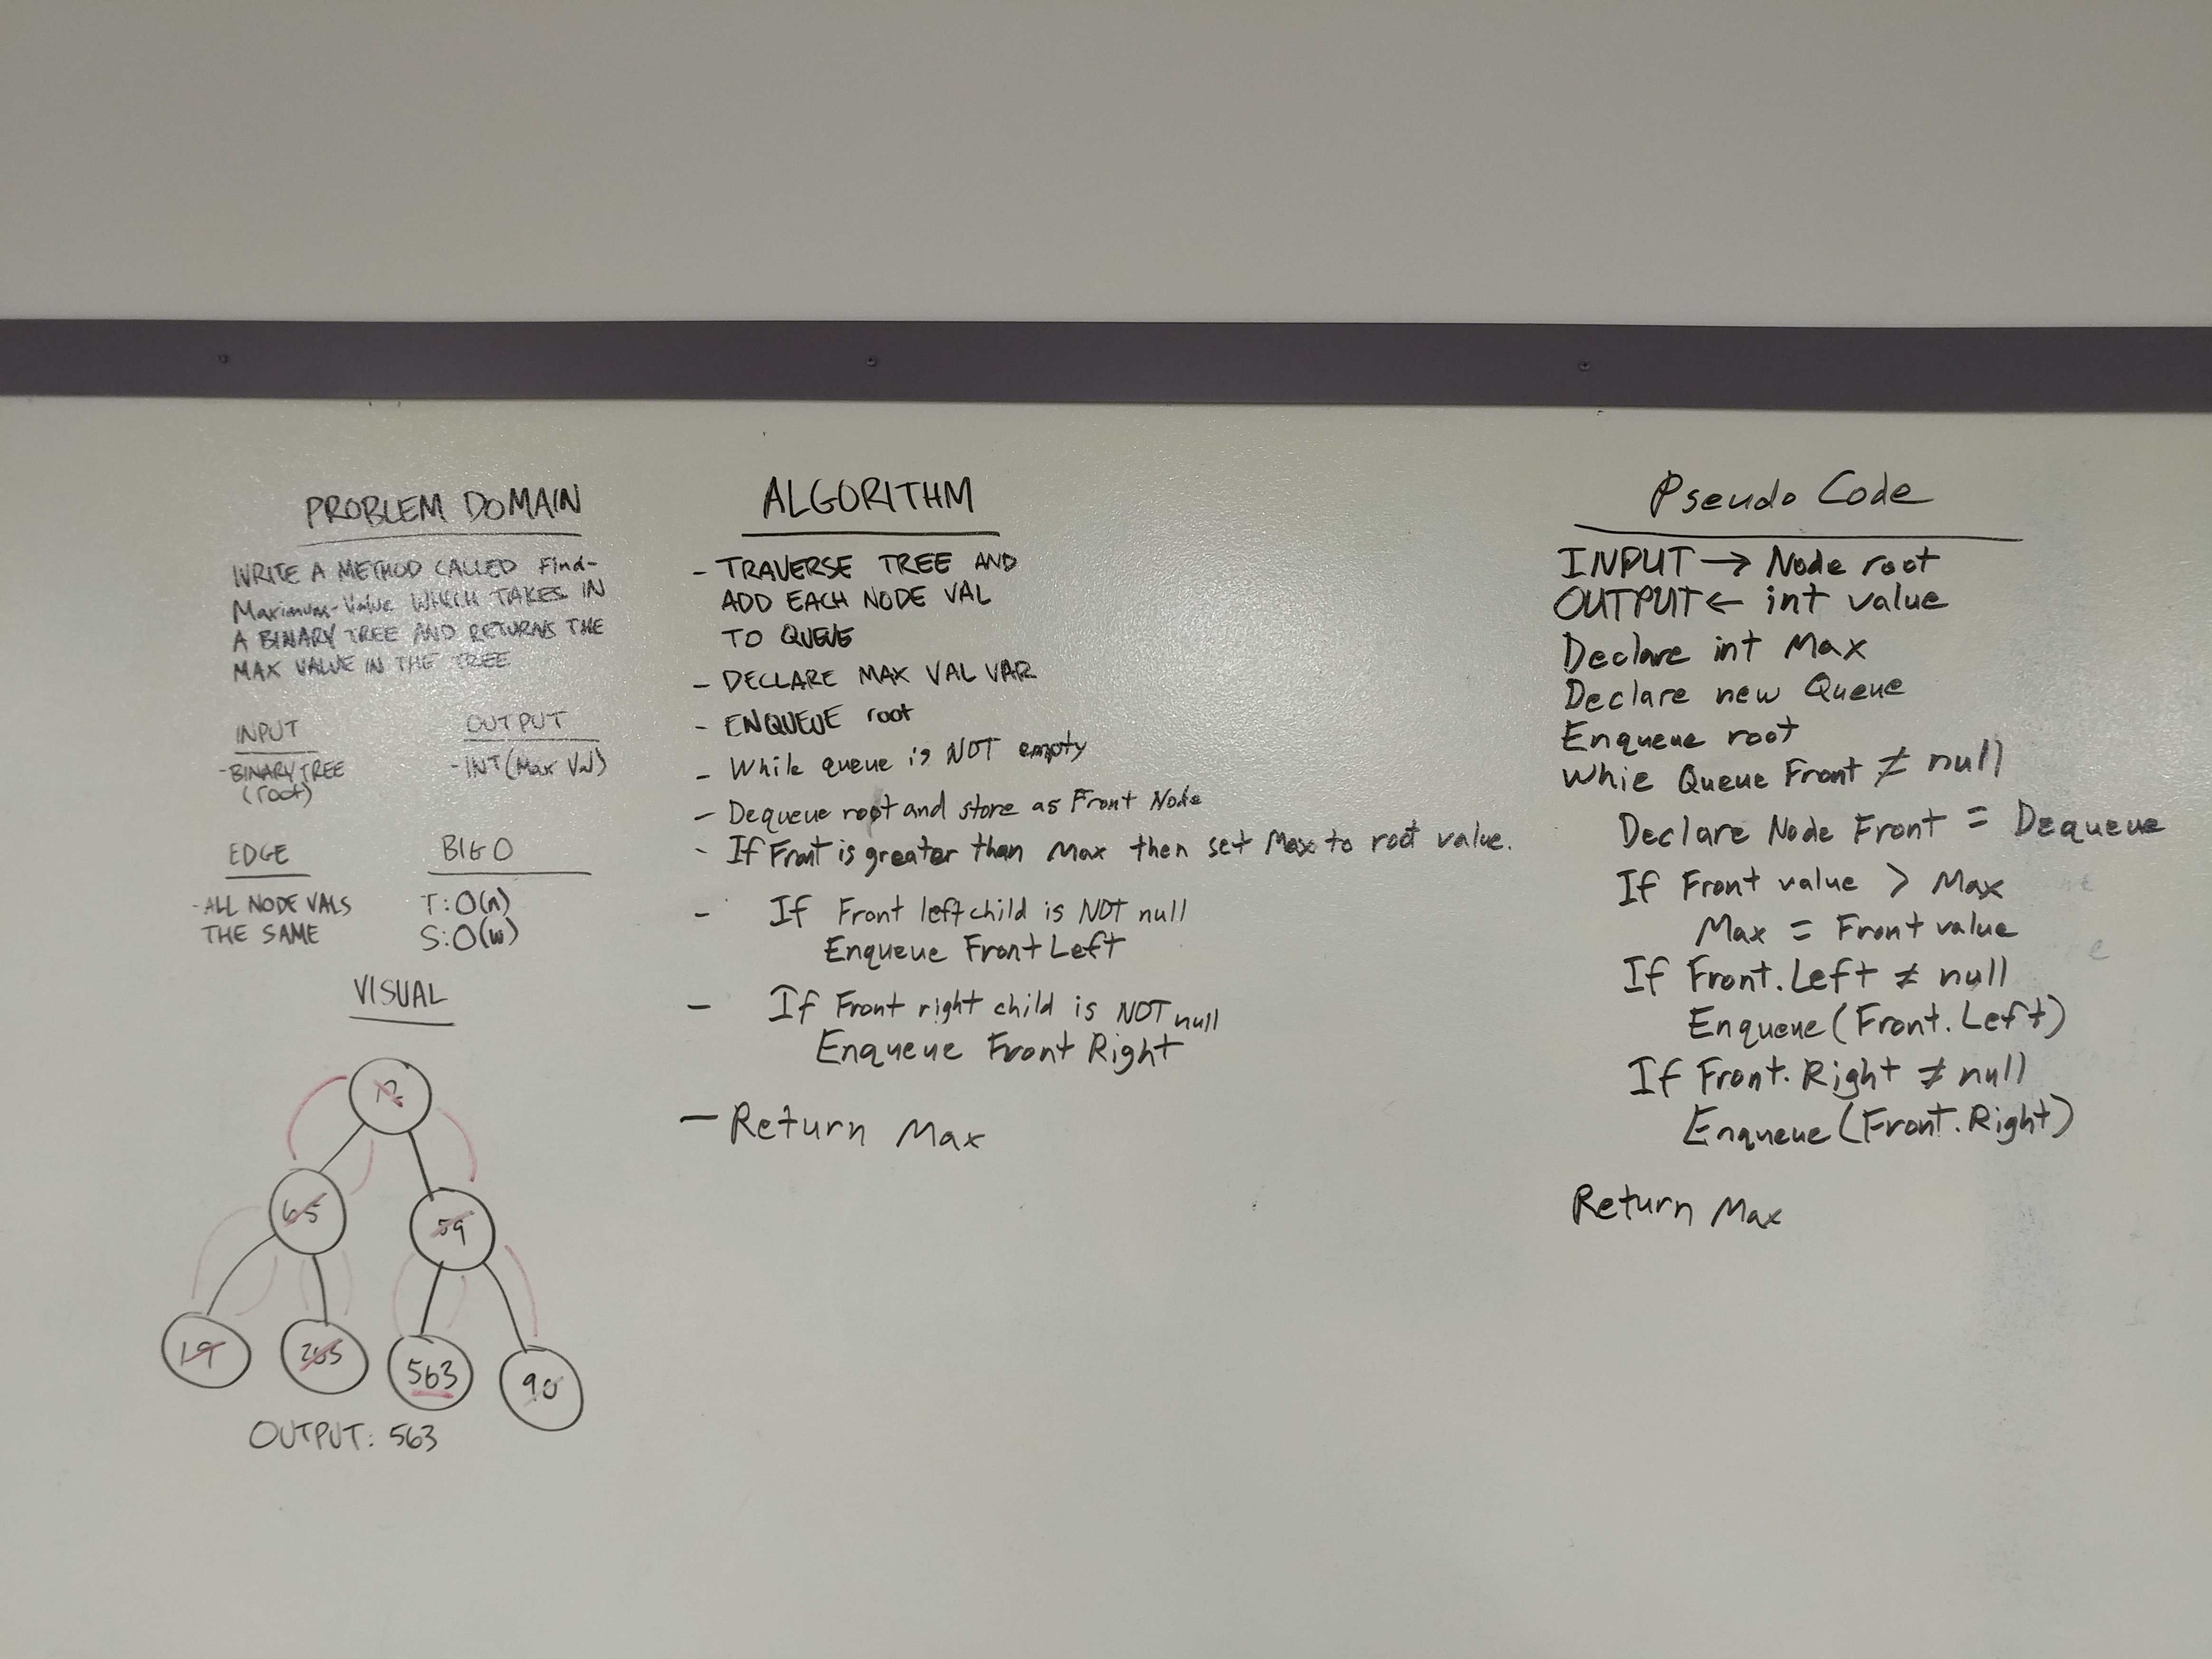 PROBLEM DOMAIN
WRITE A METHOD CALLED Find-
Maximum-Value WHICH TAKES IN
A BINARY TREE AND RETURNS THE
MAX VALUE IN THE TREE
INPUT
-BINARY TREE
(root)
OUTPUT
-INT(Max Val)
EDGE
-ALL NODE VALS
THE SAME
BIG O
T:O(n)
S:O(w)
VISUAL
65
59
19
563
90
OUTPUT: 563
ALGORITHM
- TRAVERSE TREE AND
ADD EACH NODE VAL
TO QUEUE
- DECLARE MAX VAL VAR
- ENQUEUE root
- While queue is NOT empty
- Dequeue root and store as Front Node
- If Front is greater than Max then set Max to root value.
- If Front left child is NOT null
Enqueue Front Left
- If Front right child is NOT null
Enqueue Front Right
- Return Max
Pseudo Code
INPUT → Node root
OUTPUT ← int value
Declare int Max
Declare new Queue
Enqueue root
Whie Queue Front ≠ null
Declare Node Front = Dequeue
If Front value > Max
Max = Front value
If Front.Left ≠ null
Enqueue(Front.Left)
If Front.Right ≠ null
Enqueue(Front.Right)
Return Max